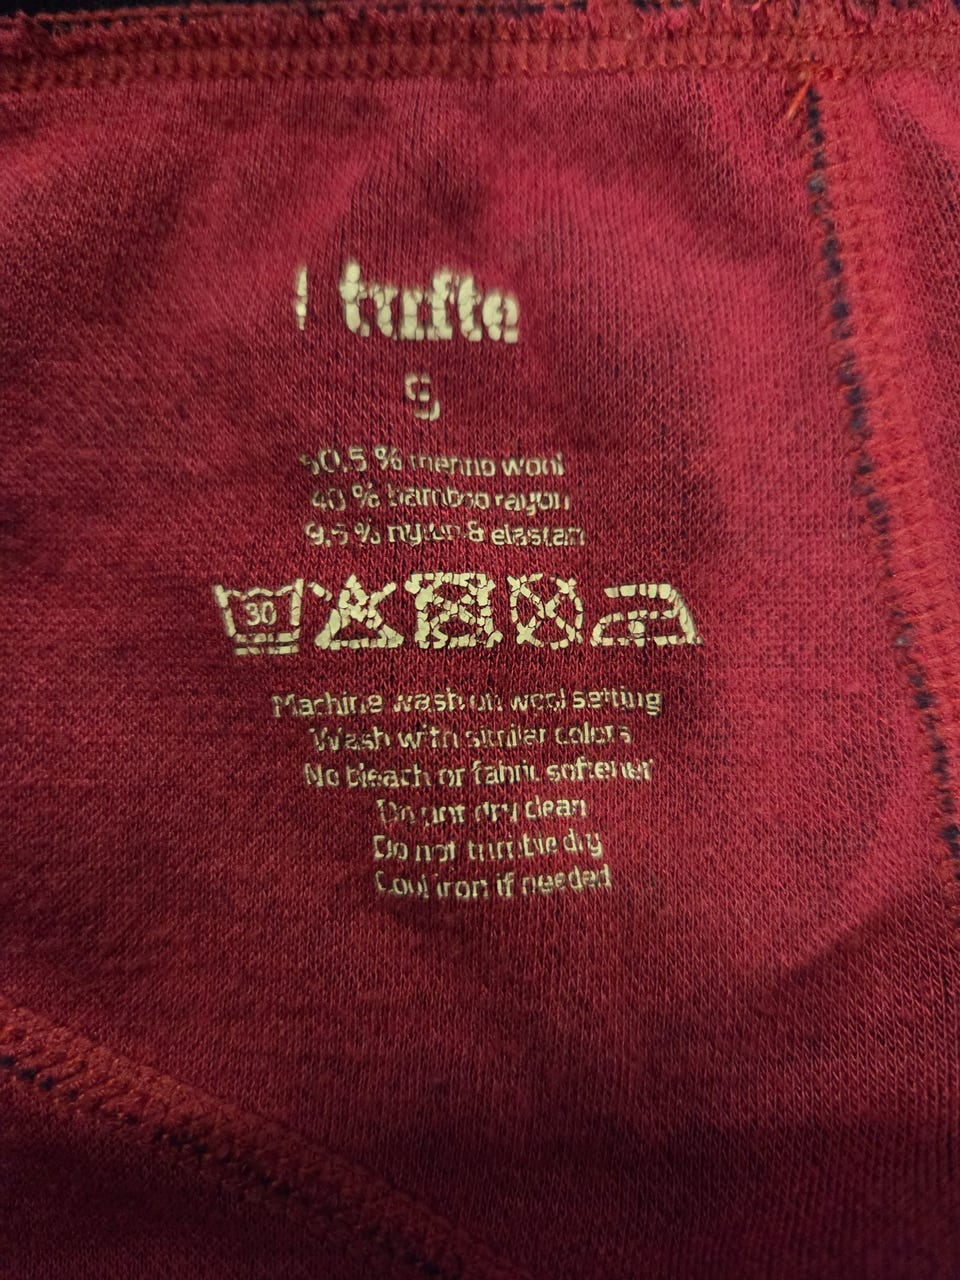 tufte
S
50.5 % merino wool
40 % bamboo rayon
9.5 % nylon & elastan
30
Machine wash on wool setting
Wash with similar colors
No bleach or fabric softener
Do not dry clean
Do not tumble dry
Cool iron if needed